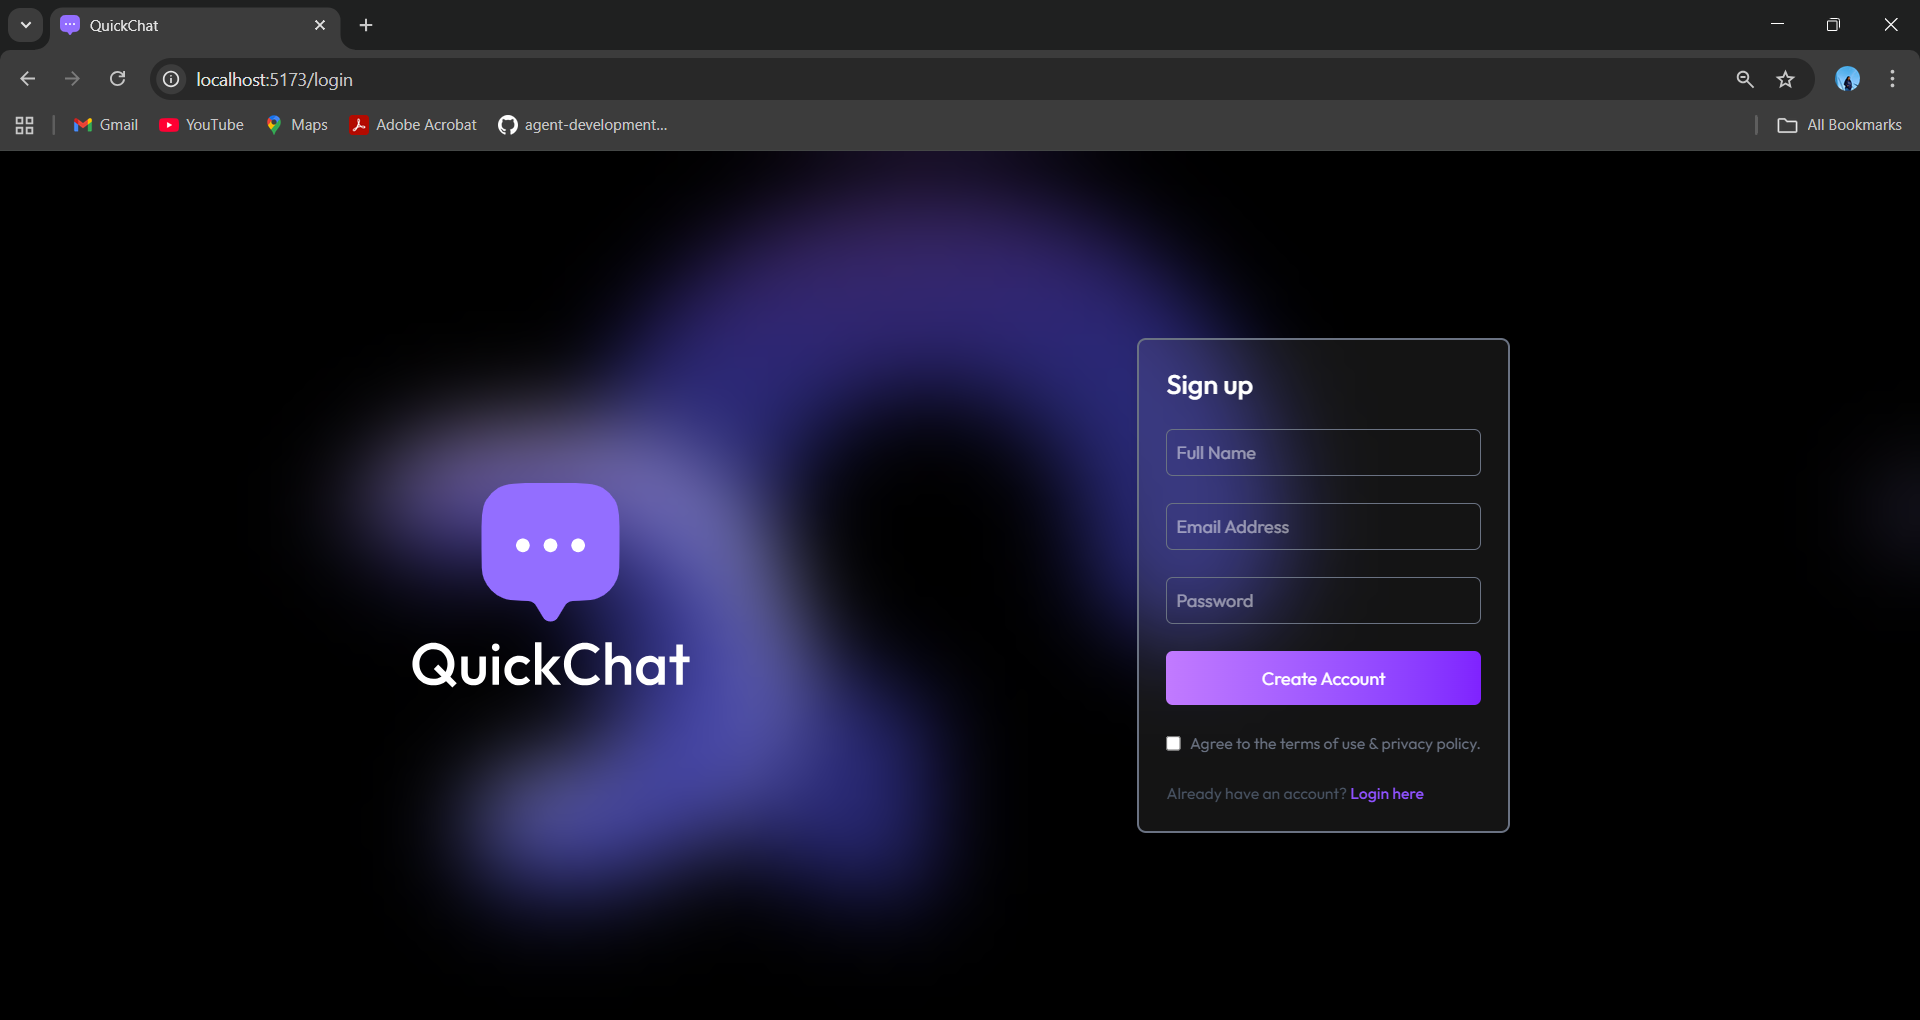 QuickChat
localhost:5173/login
Gmail YouTube Maps Adobe Acrobat agent-development... All Bookmarks
QuickChat
Sign up
Full Name
Email Address
Password
Create Account
Agree to the terms of use & privacy policy.
Already have an account? Login here